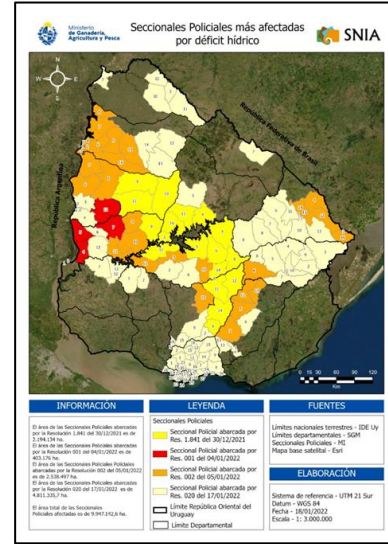 Ministerio
de Ganadería,
Agricultura y Pesca
Seccionales Policiales más afectadas
por déficit hídrico
SNIA
N
W
E
S
República Federativa de Brasil
República Argentina
0 15 30 60 90 120
Km
INFORMACIÓN
El área de las Seccionales Policiales abarcadas
por la Resolución 1.841 del 30/12/2021 es de
2.194.134 ha.
El área de las Seccionales Policiales abarcadas
por la Resolución 001 del 04/01/2022 es de
403.176 ha.
El área de las Seccionales Policiales Policiales
abarcadas por la Resolución 002 del 05/01/2022
es de 2.538.497 ha.
El área de las Seccionales Policiales abarcadas
por la Resolución 020 del 17/01/2022 es de
4.811.335,7 ha.
El área total de las Seccionales
Policiales afectadas es de 9.947.142,6 ha.
LEYENDA
Seccionales Policiales
Seccional Policial abarcada por
Res. 1.841 del 30/12/2021
Seccional Policial abarcada por
Res. 001 del 04/01/2022
Seccional Policial abarcada por
Res. 002 del 05/01/2022
Seccional Policial abarcada por
Res. 020 del 17/01/2022
Límite República Oriental del
Uruguay
Límite Departamental
FUENTES
Límites nacionales terrestres - IDE Uy
Límites departamentales - SGM
Seccionales Policiales - MI
Mapa base satelital - Esri
ELABORACIÓN
Sistema de referencia - UTM 21 Sur
Datum - WGS 84
Fecha - 18/01/2022
Escala - 1: 3.000.000